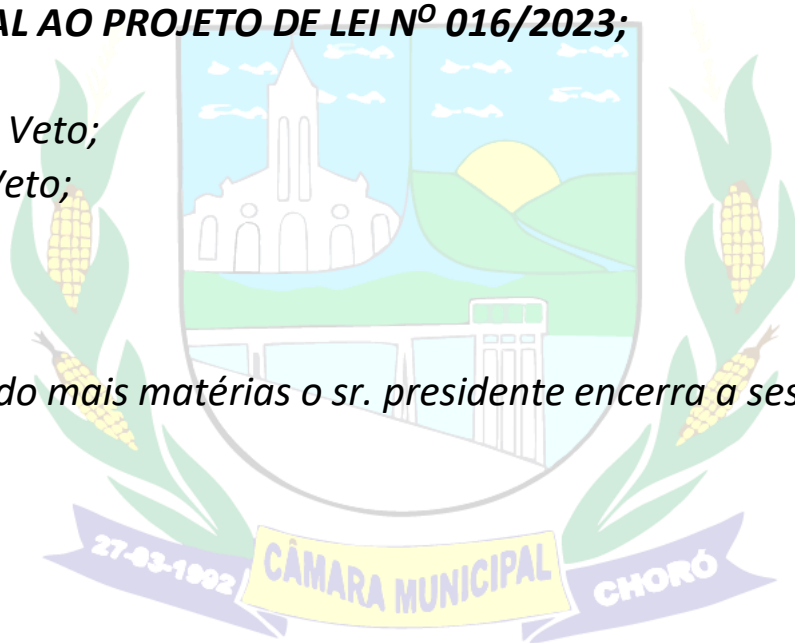 AL AO PROJETO DE LEI Nº 016/2023;
Veto;
Veto;
do mais matérias o sr. presidente encerra a ses
27-03-1992
CÂMARA MUNICIPAL
CHORÓ